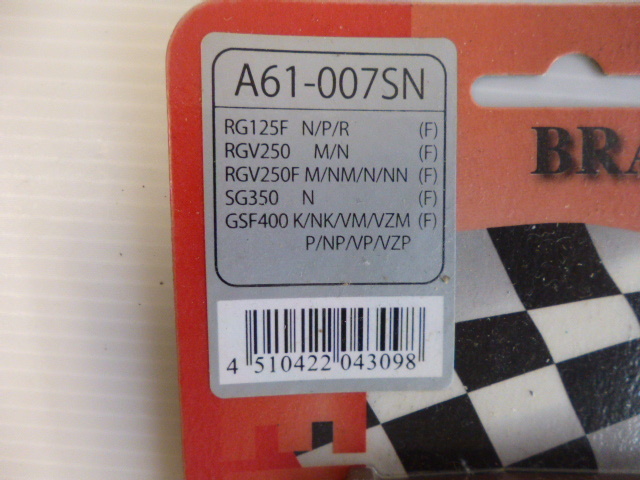 A61-007SN
RG125F N/P/R (F)
RGV250 M/N (F)
RGV250F M/NM/N/NN (F)
SG350 N (F)
GSF400 K/NK/VM/VZM (F)
P/NP/VP/VZP
4 510422 043098
BRA